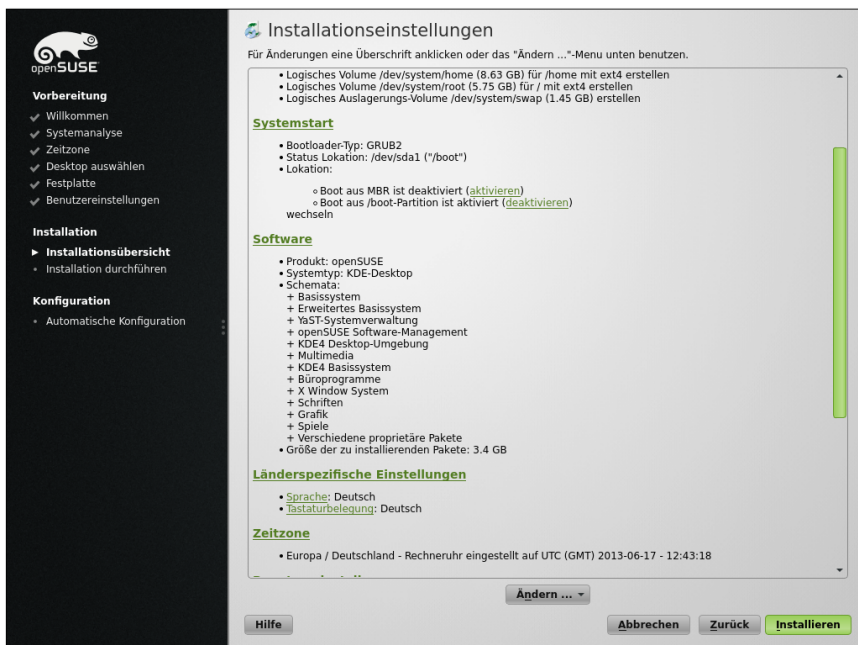 openSUSE
Vorbereitung
Willkommen
Systemanalyse
Zeitzone
Desktop auswählen
Festplatte
Benutzereinstellungen
Installation
Installationsübersicht
Installation durchführen
Konfiguration
Automatische Konfiguration
Installationseinstellungen
Für Änderungen eine Überschrift anklicken oder das "Ändern ..."-Menu unten benutzen.
• Logisches Volume /dev/system/home (8.63 GB) für /home mit ext4 erstellen
• Logisches Volume /dev/system/root (5.75 GB) für / mit ext4 erstellen
• Logisches Auslagerungs-Volume /dev/system/swap (1.45 GB) erstellen
Systemstart
• Bootloader-Typ: GRUB2
• Status Lokation: /dev/sda1 ("/boot")
• Lokation:
◦ Boot aus MBR ist deaktiviert (aktivieren)
◦ Boot aus /boot-Partition ist aktiviert (deaktivieren)
wechseln
Software
• Produkt: openSUSE
• Systemtyp: KDE-Desktop
• Schemata:
+ Basissystem
+ Erweitertes Basissystem
+ YaST-Systemverwaltung
+ openSUSE Software-Management
+ KDE4 Desktop-Umgebung
+ Multimedia
+ KDE4 Basissystem
+ Büroprogramme
+ X Window System
+ Schriften
+ Grafik
+ Spiele
+ Verschiedene proprietäre Pakete
• Größe der zu installierenden Pakete: 3.4 GB
Länderspezifische Einstellungen
• Sprache: Deutsch
• Tastaturbelegung: Deutsch
Zeitzone
• Europa / Deutschland - Rechneruhr eingestellt auf UTC (GMT) 2013-06-17 - 12:43:18
Ändern ...
Hilfe
Abbrechen
Zurück
Installieren